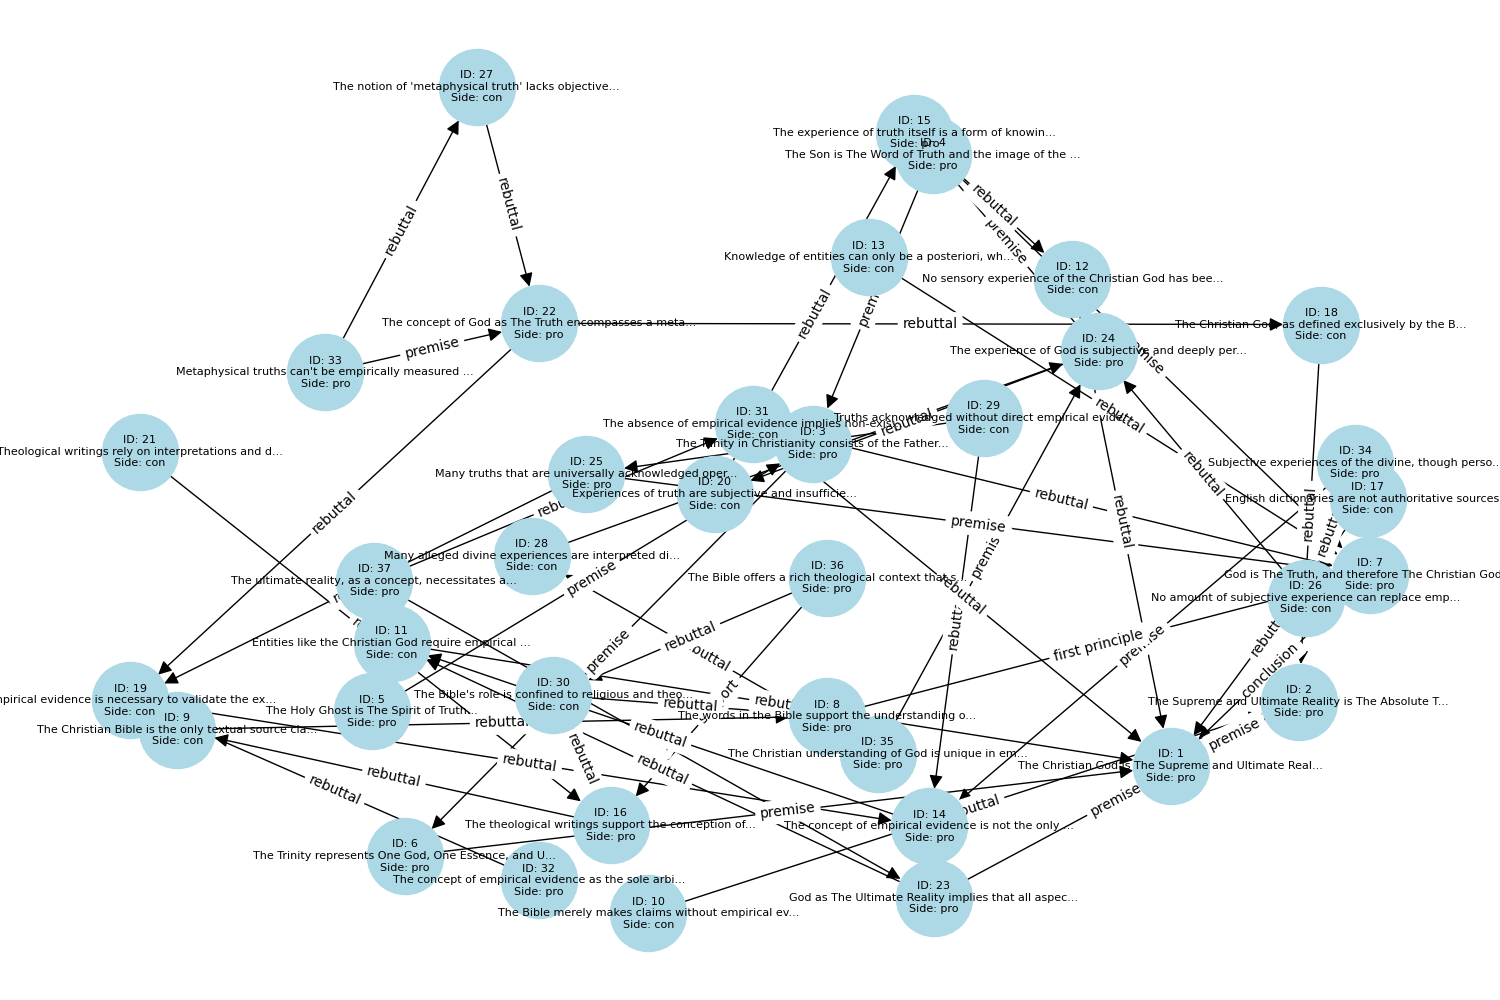 ID: 27
The notion of 'metaphysical truth' lacks objective...
Side: con
ID: 15
The experience of truth itself is a form of knowin...
Side: pro
ID: 4
The Son is The Word of Truth and the image of the ...
Side: pro
rebuttal
rebuttal
rebuttal
premise
ID: 13
Knowledge of entities can only be a posteriori, wh...
Side: con
ID: 12
No sensory experience of the Christian God has bee...
Side: con
ID: 22
The concept of God as The Truth encompasses a meta...
Side: pro
rebuttal
rebuttal
ID: 18
The Christian God as defined exclusively by the B...
Side: con
premise
ID: 33
Metaphysical truths can't be empirically measured ...
Side: pro
ID: 24
The experience of God is subjective and deeply per...
Side: pro
ID: 31
The absence of empirical evidence implies non-exis...
Side: con
rebuttal
ID: 29
Truths acknowledged without direct empirical evide...
Side: con
rebuttal
ID: 3
The Trinity in Christianity consists of the Father...
Side: pro
ID: 21
Theological writings rely on interpretations and d...
Side: con
ID: 34
Subjective experiences of the divine, though perso...
Side: pro
ID: 25
Many truths that are universally acknowledged oper...
Side: pro
rebuttal
ID: 20
Experiences of truth are subjective and insufficie...
Side: con
rebuttal
ID: 17
English dictionaries are not authoritative sources
Side: con
rebuttal
premise
rebuttal
rebuttal
ID: 28
Many alleged divine experiences are interpreted di...
Side: con
premise
ID: 37
The ultimate reality, as a concept, necessitates a...
Side: pro
premise
ID: 36
The Bible offers a rich theological context that s...
Side: pro
ID: 7
God is The Truth, and therefore The Christian God
Side: pro
ID: 26
No amount of subjective experience can replace emp...
Side: con
rebuttal
ID: 11
Entities like the Christian God require empirical ...
Side: con
rebuttal
premise
first principle
premise
rebuttal
conclusion
ID: 19
Side: con
ID: 30
The Bible's role is confined to religious and theo...
Side: con
rebuttal
ID: 5
The Holy Ghost is The Spirit of Truth...
Side: pro
ID: 2
The Supreme and Ultimate Reality is The Absolute T...
Side: pro
ID: 9
The Christian Bible is the only textual source cla...
Side: con
rebuttal
ID: 8
The words in the Bible support the understanding o...
Side: pro
rebuttal
premise
ID: 35
The Christian understanding of God is unique in em...
Side: pro
ID: 1
The Christian God is The Supreme and Ultimate Real...
Side: pro
rebuttal
rebuttal
rebuttal
rebuttal
rebuttal
premise
premise
rebuttal
ID: 16
The theological writings support the conception of...
Side: pro
ID: 14
The concept of empirical evidence is not the only ...
Side: pro
ID: 6
The Trinity represents One God, One Essence, and U...
Side: pro
ID: 32
The concept of empirical evidence as the sole arbi...
Side: pro
ID: 23
God as The Ultimate Reality implies that all aspec...
Side: pro
ID: 10
The Bible merely makes claims without empirical ev...
Side: con